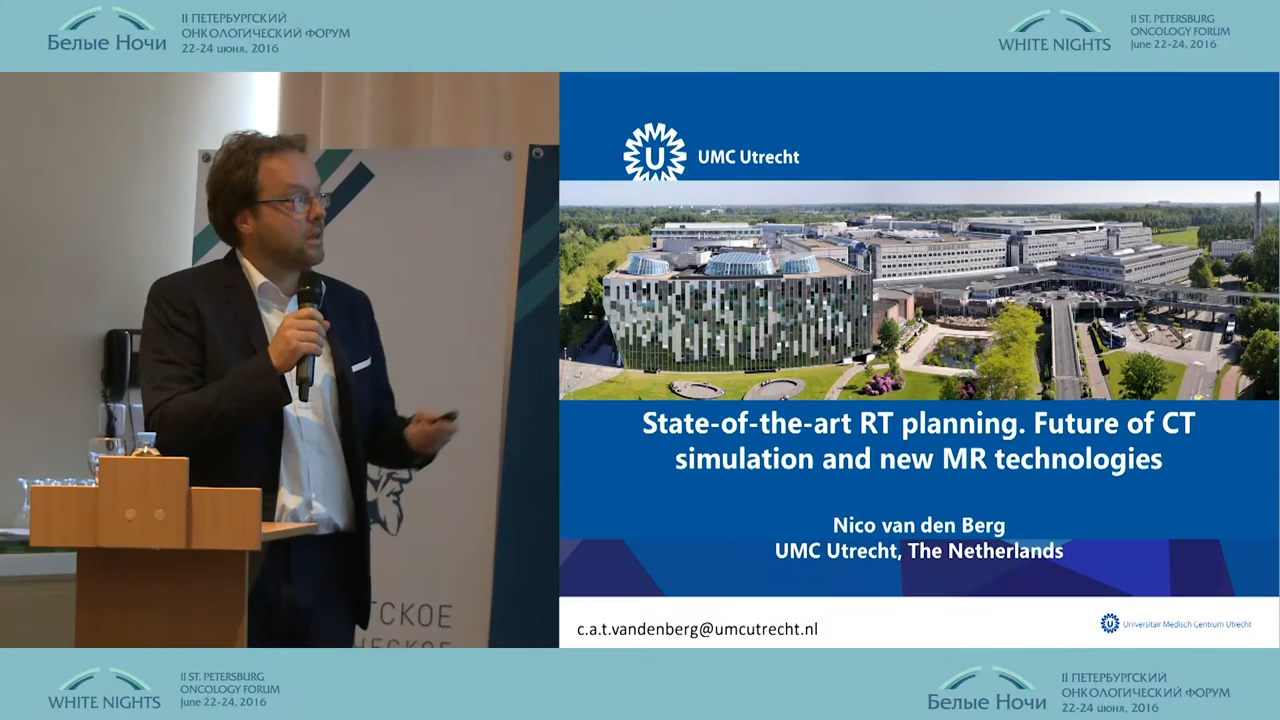 Белые Ночи
II ПЕТЕРБУРГСКИЙ
ОНКОЛОГИЧЕСКИЙ ФОРУМ
22-24 июня, 2016
WHITE NIGHTS
II ST. PETERSBURG
ONCOLOGY FORUM
June 22-24, 2016
U
UMC Utrecht
State-of-the-art RT planning. Future of CT
simulation and new MR technologies
Nico van den Berg
UMC Utrecht, The Netherlands
c.a.t.vandenberg@umcutrecht.nl
U
Universitair Medisch Centrum Utrecht
ТСКОЕ
ЧЕСКОЕ
WHITE NIGHTS
II ST. PETERSBURG
ONCOLOGY FORUM
June 22-24, 2016
Белые Ночи
II ПЕТЕРБУРГСКИЙ
ОНКОЛОГИЧЕСКИЙ ФОРУМ
22-24 июня, 2016